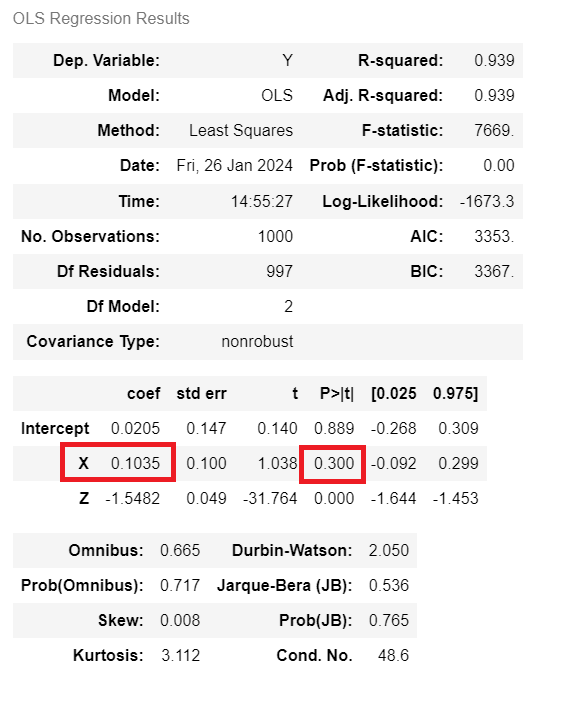 OLS Regression Results
Dep. Variable: Y R-squared: 0.939
Model: OLS Adj. R-squared: 0.939
Method: Least Squares F-statistic: 7669.
Date: Fri, 26 Jan 2024 Prob (F-statistic): 0.00
Time: 14:55:27 Log-Likelihood: -1673.3
No. Observations: 1000 AIC: 3353.
Df Residuals: 997 BIC: 3367.
Df Model: 2
Covariance Type: nonrobust
coef std err t P>|t| [0.025 0.975]
Intercept 0.0205 0.147 0.140 0.889 -0.268 0.309
X 0.1035 0.100 1.038 0.300 -0.092 0.299
Z -1.5482 0.049 -31.764 0.000 -1.644 -1.453
Omnibus: 0.665 Durbin-Watson: 2.050
Prob(Omnibus): 0.717 Jarque-Bera (JB): 0.536
Skew: 0.008 Prob(JB): 0.765
Kurtosis: 3.112 Cond. No. 48.6